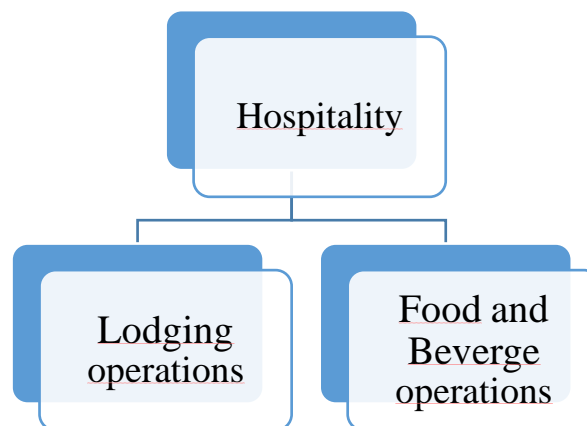 Hospitality
Lodging
operations
Food and
Beverge
operations